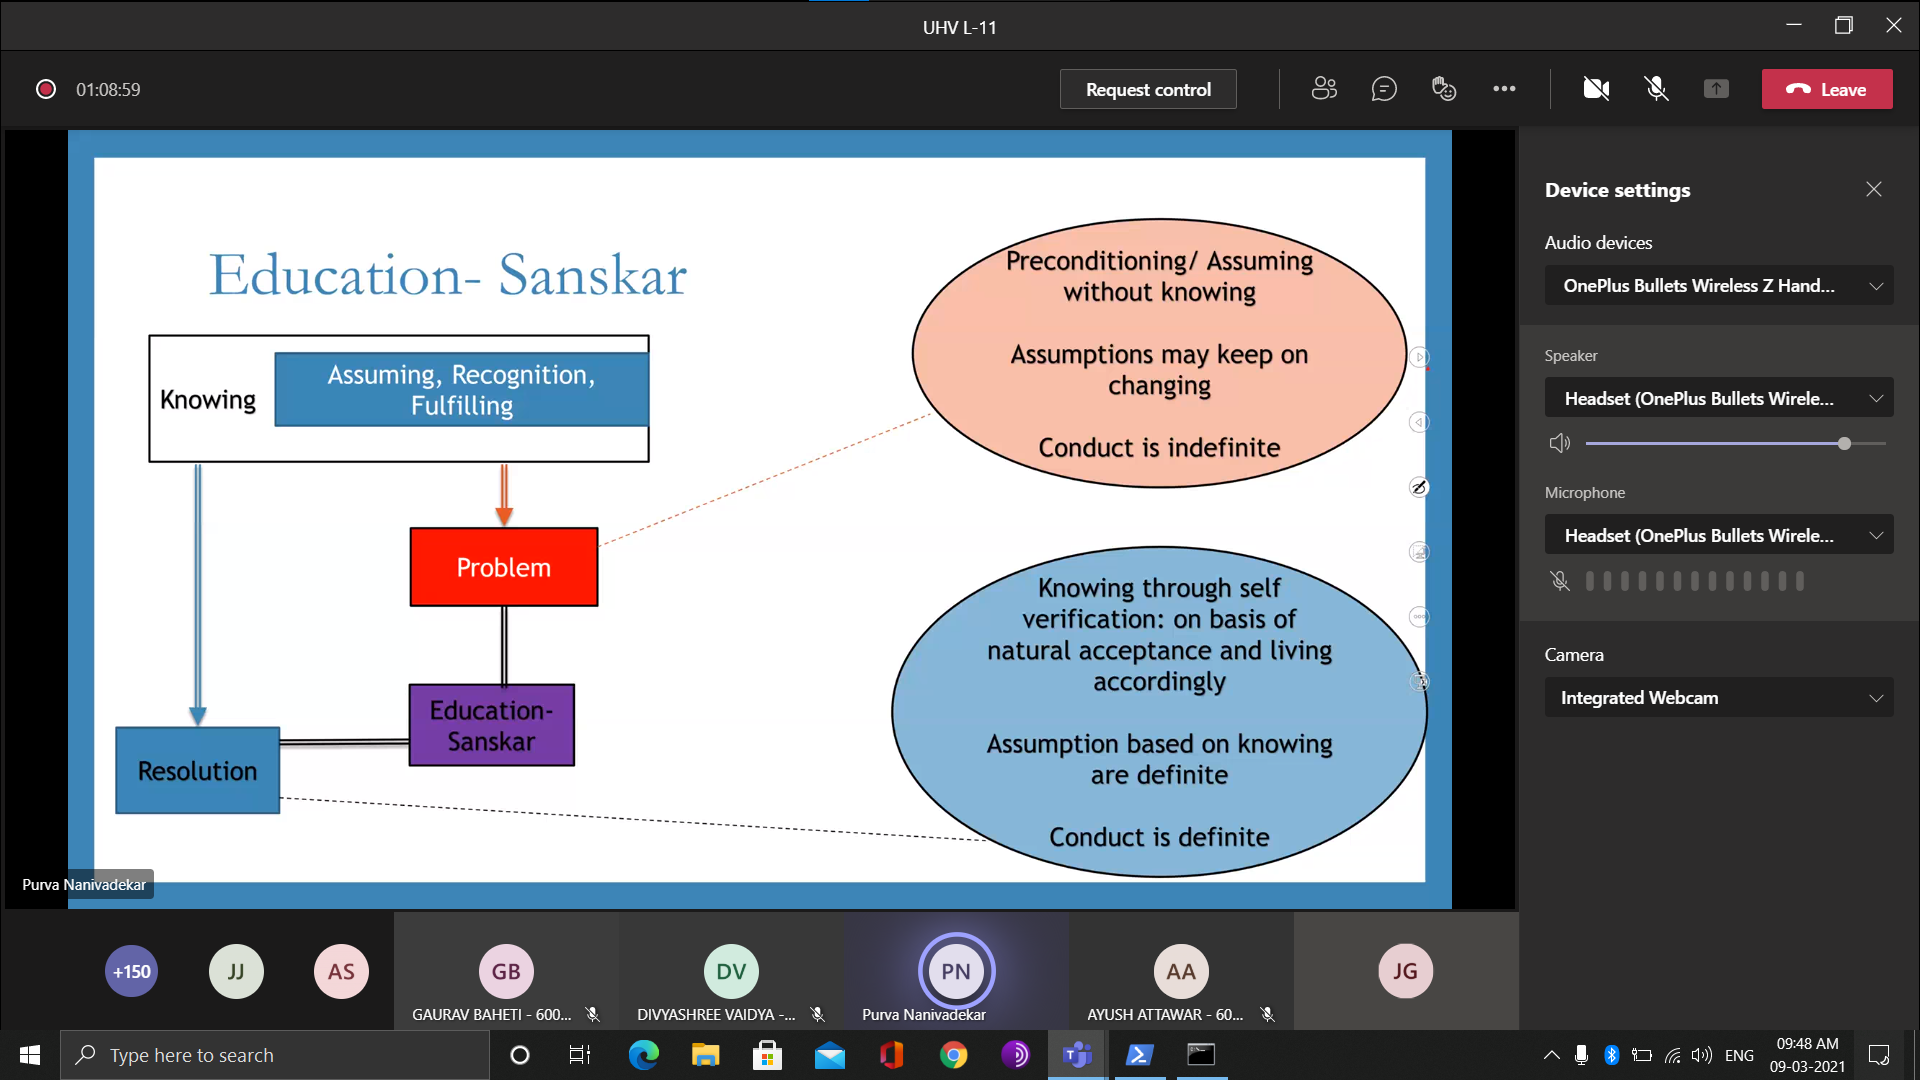 UHV L-11
01:08:59
Request control
Leave
Education- Sanskar
Knowing
Assuming, Recognition,
Fulfilling
Problem
Education-
Sanskar
Resolution
Preconditioning/ Assuming
without knowing
Assumptions may keep on
changing
Conduct is indefinite
Knowing through self
verification: on basis of
natural acceptance and living
accordingly
Assumption based on knowing
are definite
Conduct is definite
Purva Nanivadekar
Device settings
Audio devices
OnePlus Bullets Wireless Z Hand...
Speaker
Headset (OnePlus Bullets Wirele...
Microphone
Headset (OnePlus Bullets Wirele...
Camera
Integrated Webcam
+150
JJ
AS
GB
GAURAV BAHETI - 600...
DV
DIVYASHREE VAIDYA -...
PN
Purva Nanivadekar
AA
AYUSH ATTAWAR - 60...
JG
Type here to search
ENG
09:48 AM
09-03-2021